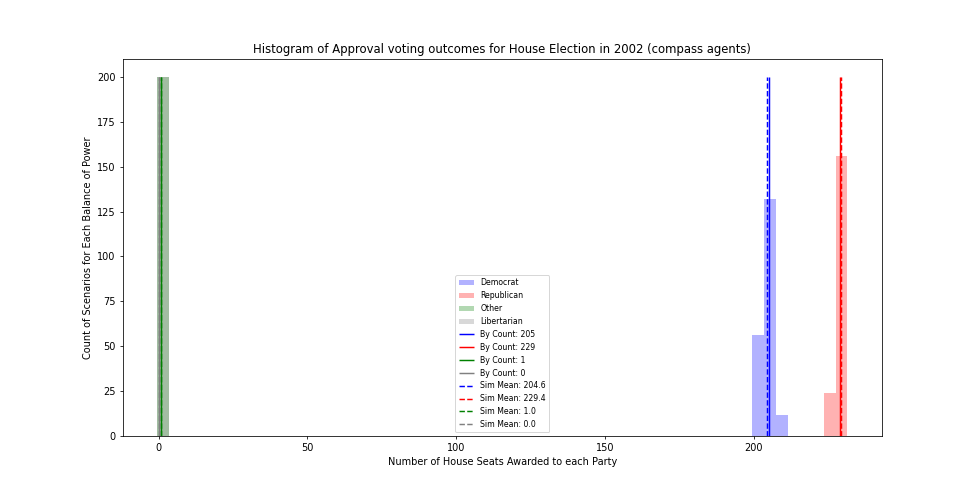 Histogram of Approval voting outcomes for House Election in 2002 (compass agents)
Count of Scenarios for Each Balance of Power
200
175
150
125
100
75
50
25
0
Democrat
Republican
Other
Libertarian
By Count: 205
By Count: 229
By Count: 1
By Count: 0
Sim Mean: 204.6
Sim Mean: 229.4
Sim Mean: 1.0
Sim Mean: 0.0
0 50 100 150 200
Number of House Seats Awarded to each Party